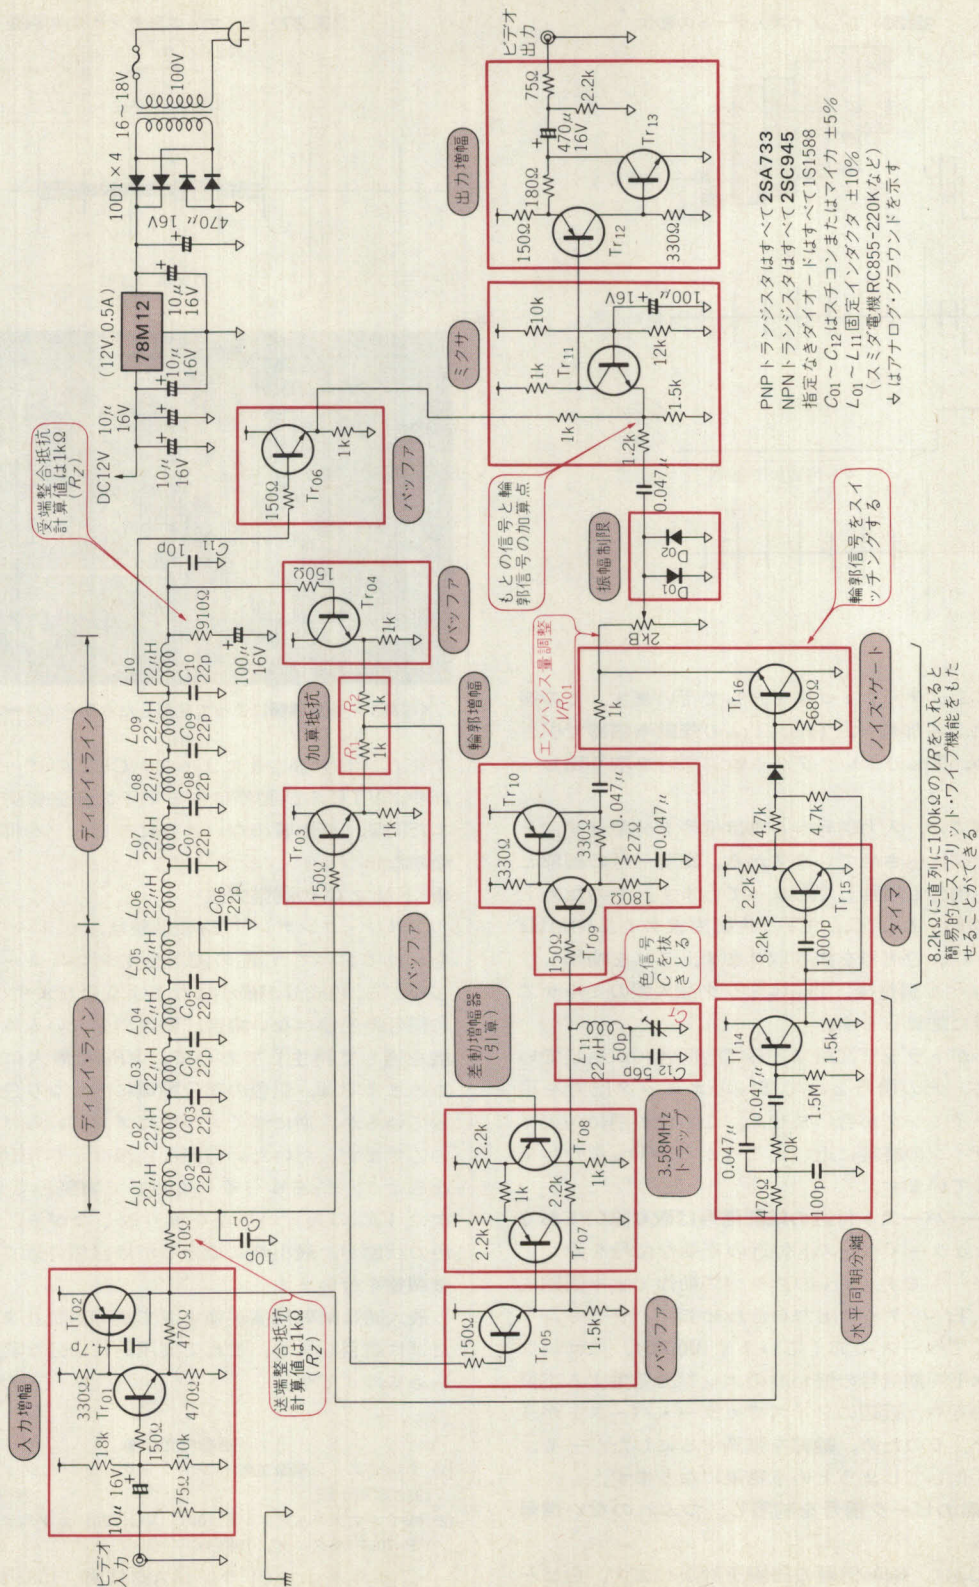 ビデオ
入力
入力増幅
10μ 16V
75Ω
18k
10k
150Ω
330Ω
Tr01
470Ω
4.7p
Tr02
470Ω
送端整合抵抗
計算値は1kΩ
(RZ)
910Ω
10p
C01
ディレイ・ライン
ディレイ・ライン
L01
22μH
C02
22p
L02
22μH
C03
22p
L03
22μH
C04
22p
L04
22μH
C05
22p
L05
22μH
C06
22p
L06
22μH
C07
22p
L07
22μH
C08
22p
L08
22μH
C09
22p
L09
22μH
C10
22p
L10
22μH
910Ω
100μ
16V
10p
C11
受端整合抵抗
計算値は1kΩ
(RZ)
DC12V
10μ
16V
10μ
16V
10μ
16V
(12V,0.5A)
78M12
10μ
16V
470μ 16V
10D1×4
16~18V
100V
バッファ
150Ω
Tr03
1k
加算抵抗
R1
1k
R2
1k
バッファ
150Ω
Tr04
1k
バッファ
150Ω
Tr06
1k
バッファ
150Ω
Tr05
1.5k
差動増幅器
(引算)
2.2k
Tr07
1k
2.2k
2.2k
Tr08
1k
3.58MHz
トラップ
L11
22μH
50p
C12 56p
CT
色信号
Cを抜
きとる
輪郭増幅
150Ω
Tr09
330Ω
Tr10
330Ω
180Ω
27Ω
0.047μ
0.047μ
エンハンス量調整
VR01
1k
2kB
振幅制限
D01
D02
もとの信号と輪
郭信号の加算点
0.047μ
1.2k
ミクサ
1k
1k
Tr11
10k
1.5k
12k
100μ+16V
出力増幅
150Ω
Tr12
180Ω
330Ω
470μ
16V
Tr13
75Ω
2.2k
ビデオ
出力
水平同期分離
470Ω
100p
0.047μ
10k
0.047μ
1.5M
Tr14
1.5k
タイマ
1000p
8.2k
2.2k
Tr15
4.7k
4.7k
ノイズ・ゲート
Tr16
680Ω
輪郭信号をスイ
ッチングする
8.2kΩに直列に100kΩのVRを入れると
簡易的にスプリット・ワイプ機能をもた
せることができる
PNPトランジスタはすべて2SA733
NPNトランジスタはすべて2SC945
指定なきダイオードはすべて1S1588
C01~C12はスチコンまたはマイカ ±5%
L01~L11固定インダクタ ±10%
(スミダ電機RC855-220Kなど)
はアナログ・グラウンドを示す